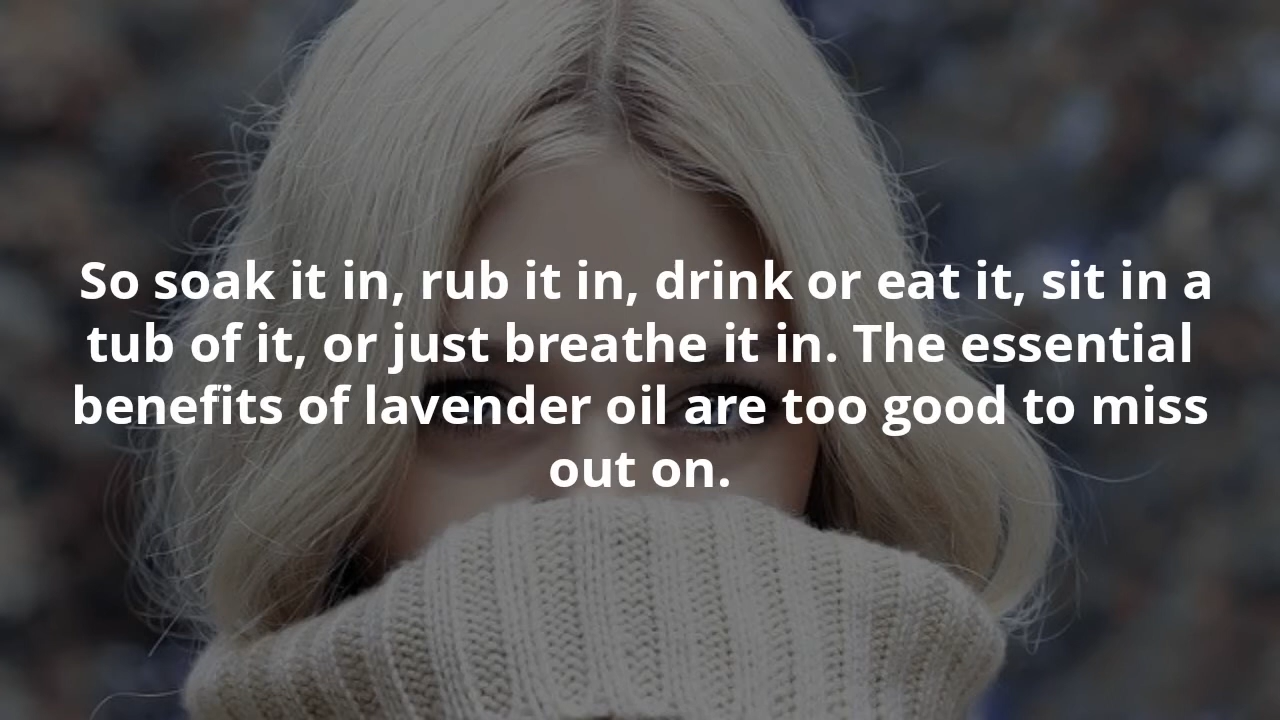 So soak it in, rub it in, drink or eat it, sit in a
tub of it, or just breathe it in. The essential
benefits of lavender oil are too good to miss
out on.